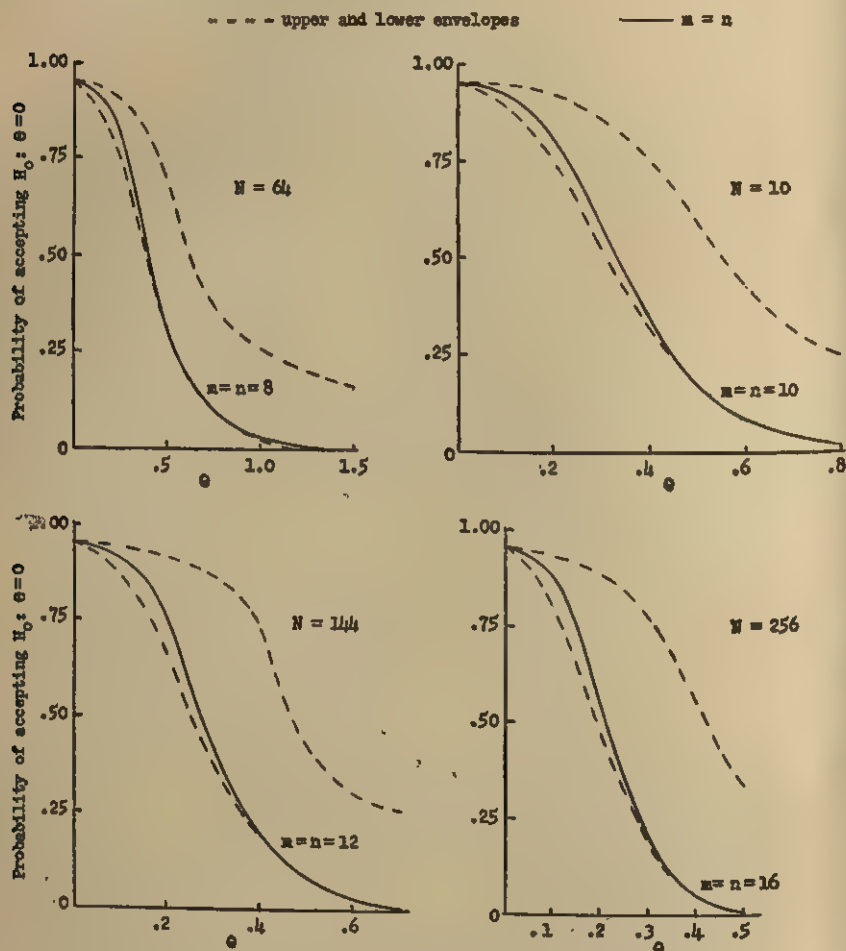 upper and lower envelopes
m = n
Probability of accepting H₀: θ=0
1.00
.75
.50
.25
0
.5
1.0
1.5
θ
N = 64
m=n=8
1.00
.75
.50
.25
0
.2
.4
.6
.8
θ
N = 10
m=n=10
Probability of accepting H₀: θ=0
.00
.75
.50
.25
0
.2
.4
.6
θ
N = 144
m=n=12
1.00
.75
.50
.25
0
.1
.2
.3
.4
.5
θ
N = 256
m=n=16